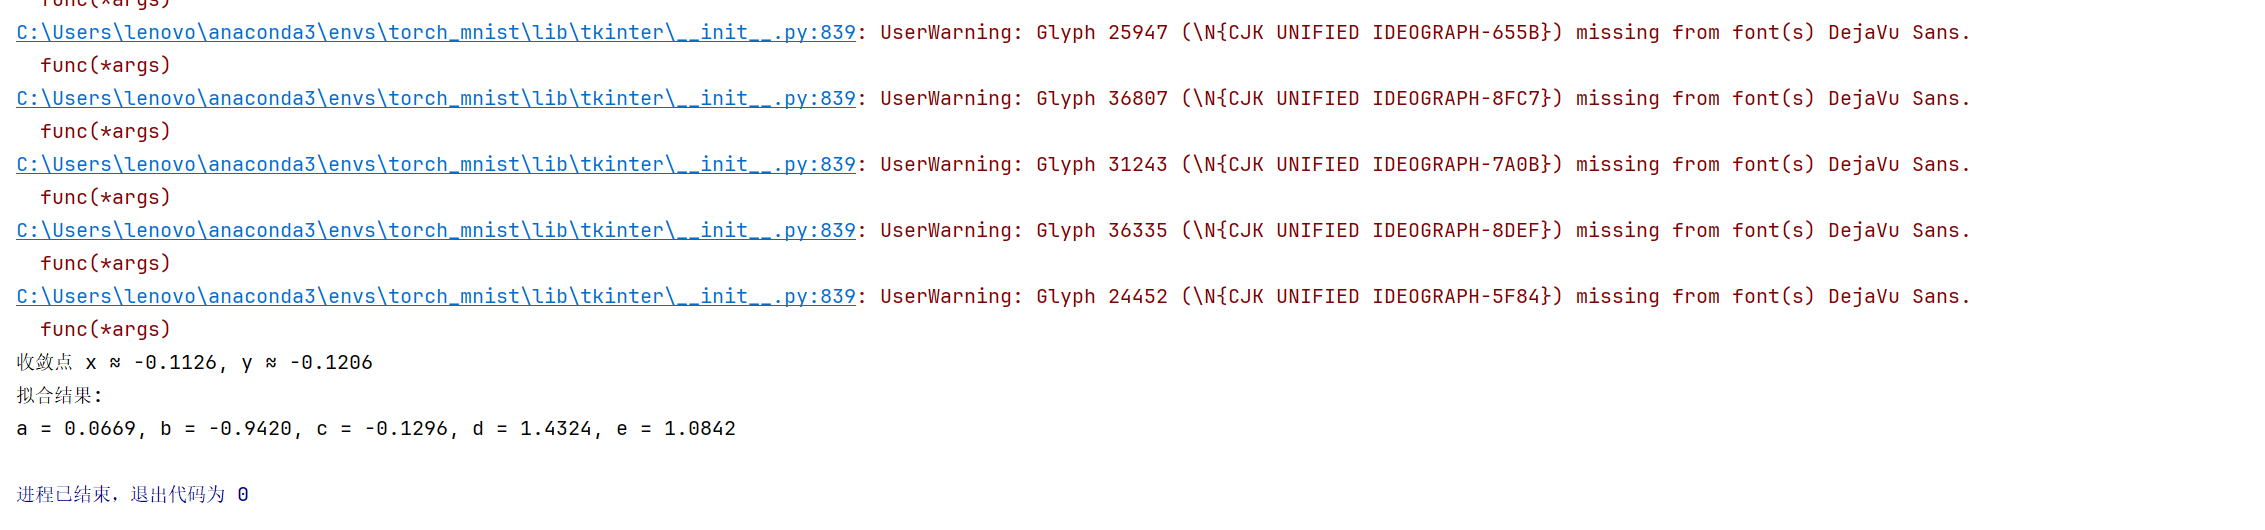 func(*args)
C:\Users\lenovo\anaconda3\envs\torch_mnist\lib\tkinter\__init__.py:839: UserWarning: Glyph 25947 (\N{CJK UNIFIED IDEOGRAPH-655B}) missing from font(s) DejaVu Sans.
  func(*args)
C:\Users\lenovo\anaconda3\envs\torch_mnist\lib\tkinter\__init__.py:839: UserWarning: Glyph 36807 (\N{CJK UNIFIED IDEOGRAPH-8FC7}) missing from font(s) DejaVu Sans.
  func(*args)
C:\Users\lenovo\anaconda3\envs\torch_mnist\lib\tkinter\__init__.py:839: UserWarning: Glyph 31243 (\N{CJK UNIFIED IDEOGRAPH-7A0B}) missing from font(s) DejaVu Sans.
  func(*args)
C:\Users\lenovo\anaconda3\envs\torch_mnist\lib\tkinter\__init__.py:839: UserWarning: Glyph 36335 (\N{CJK UNIFIED IDEOGRAPH-8DEF}) missing from font(s) DejaVu Sans.
  func(*args)
C:\Users\lenovo\anaconda3\envs\torch_mnist\lib\tkinter\__init__.py:839: UserWarning: Glyph 24452 (\N{CJK UNIFIED IDEOGRAPH-5F84}) missing from font(s) DejaVu Sans.
  func(*args)
收敛点 x ≈ -0.1126, y ≈ -0.1206
拟合结果:
a = 0.0669, b = -0.9420, c = -0.1296, d = 1.4324, e = 1.0842
进程已结束，退出代码为 0